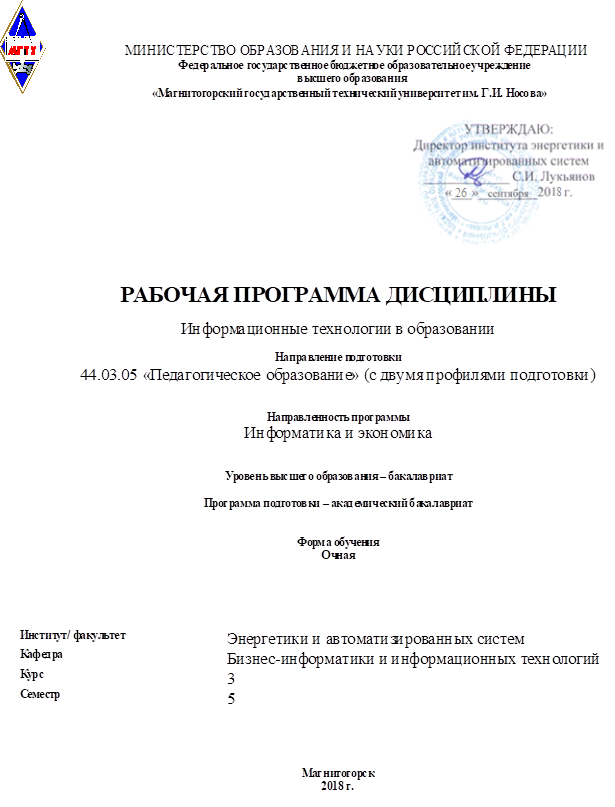 МГТУ
МИНИСТЕРСТВО ОБРАЗОВАНИЯ И НАУКИ РОССИЙСКОЙ ФЕДЕРАЦИИ
Федеральное государственное бюджетное образовательное учреждение
высшего образования
«Магнитогорский государственный технический университет им. Г.И. Носова»
УТВЕРЖДАЮ:
Директор института энергетики и
автоматизированных систем
С.И. Лукьянов
« 26 » сентября 2018 г.
РАБОЧАЯ ПРОГРАММА ДИСЦИПЛИНЫ
Информационные технологии в образовании
Направление подготовки
44.03.05 «Педагогическое образование» (с двумя профилями подготовки)
Направленность программы
Информатика и экономика
Уровень высшего образования – бакалавриат
Программа подготовки – академический бакалавриат
Форма обучения
Очная
Институт/ факультет Энергетики и автоматизированных систем
Кафедра Бизнес-информатики и информационных технологий
Курс 3
Семестр 5
Магнитогорск
2018 г.